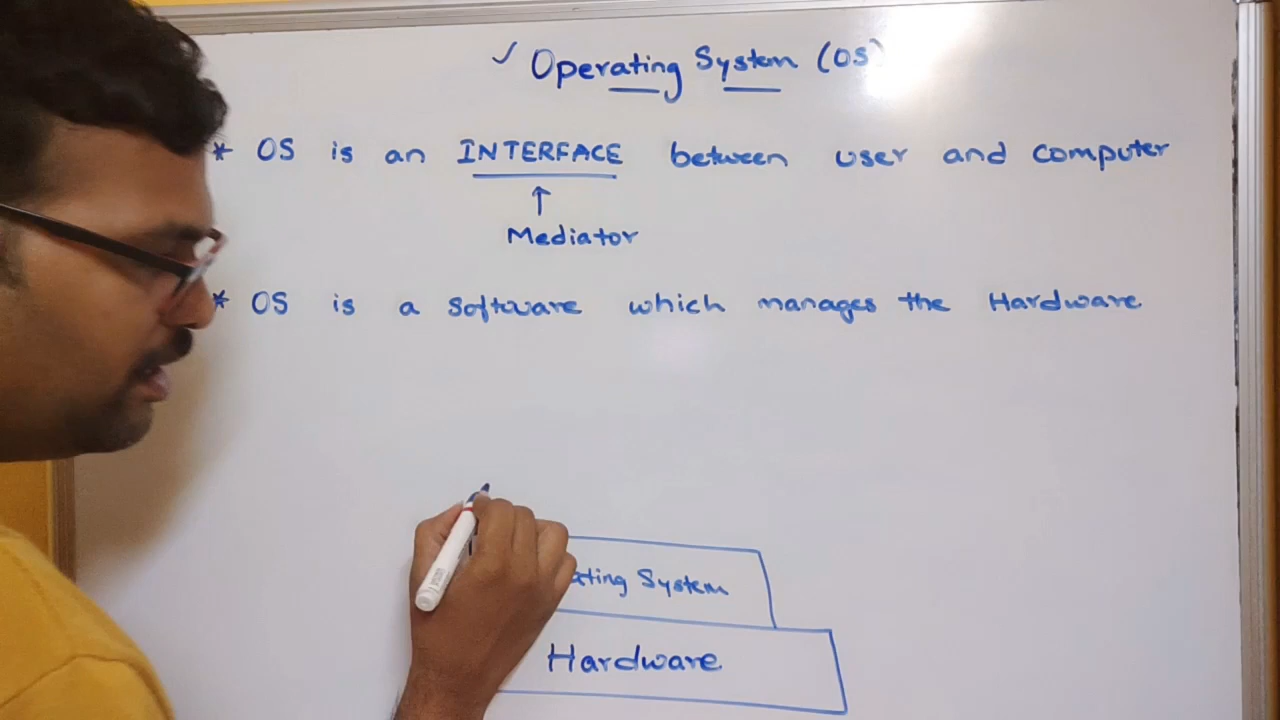 ✓ Operating System (OS)
* OS is an INTERFACE between user and computer
↑
Mediator
* OS is a software which manages the Hardware
ating System
Hardware